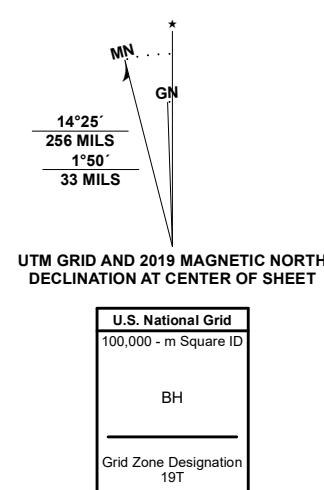 ★
MN
GN
14°25´
256 MILS
1°50´
33 MILS
UTM GRID AND 2019 MAGNETIC NORTH
DECLINATION AT CENTER OF SHEET
U.S. National Grid
100,000 - m Square ID
BH
Grid Zone Designation
19T